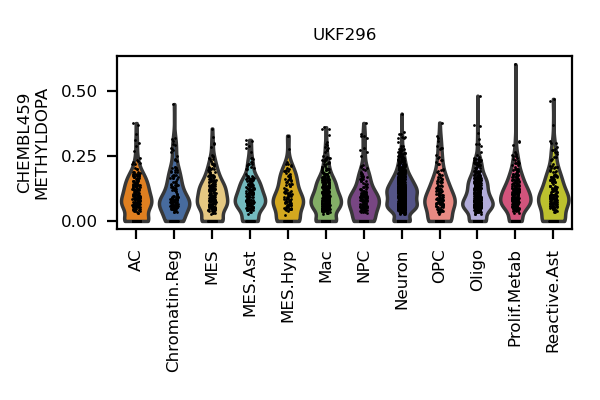 UKF296
CHEMBL459
METHYLDOPA
0.50
0.25
0.00
AC
Chromatin.Reg
MES
MES.Ast
MES.Hyp
Mac
NPC
Neuron
OPC
Oligo
Prolif.Metab
Reactive.Ast